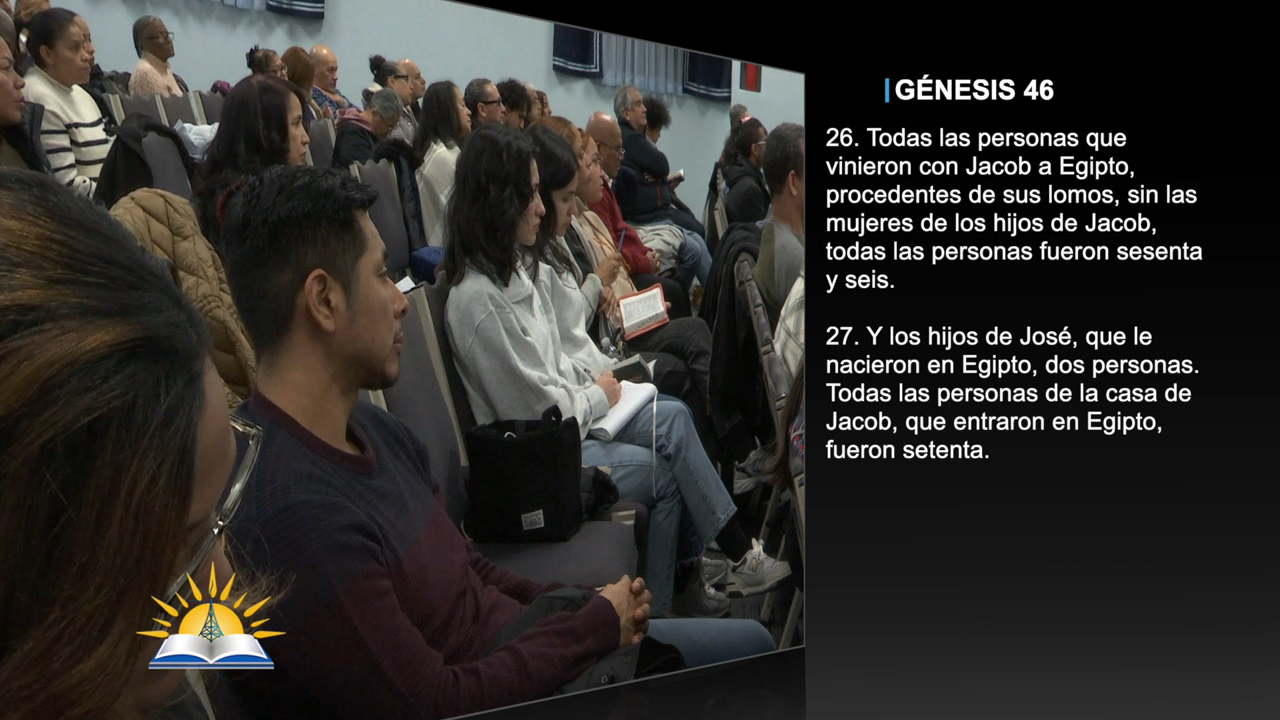 GÉNESIS 46
26. Todas las personas que
vinieron con Jacob a Egipto,
procedentes de sus lomos, sin las
mujeres de los hijos de Jacob,
todas las personas fueron sesenta
y seis.
27. Y los hijos de José, que le
nacieron en Egipto, dos personas.
Todas las personas de la casa de
Jacob, que entraron en Egipto,
fueron setenta.